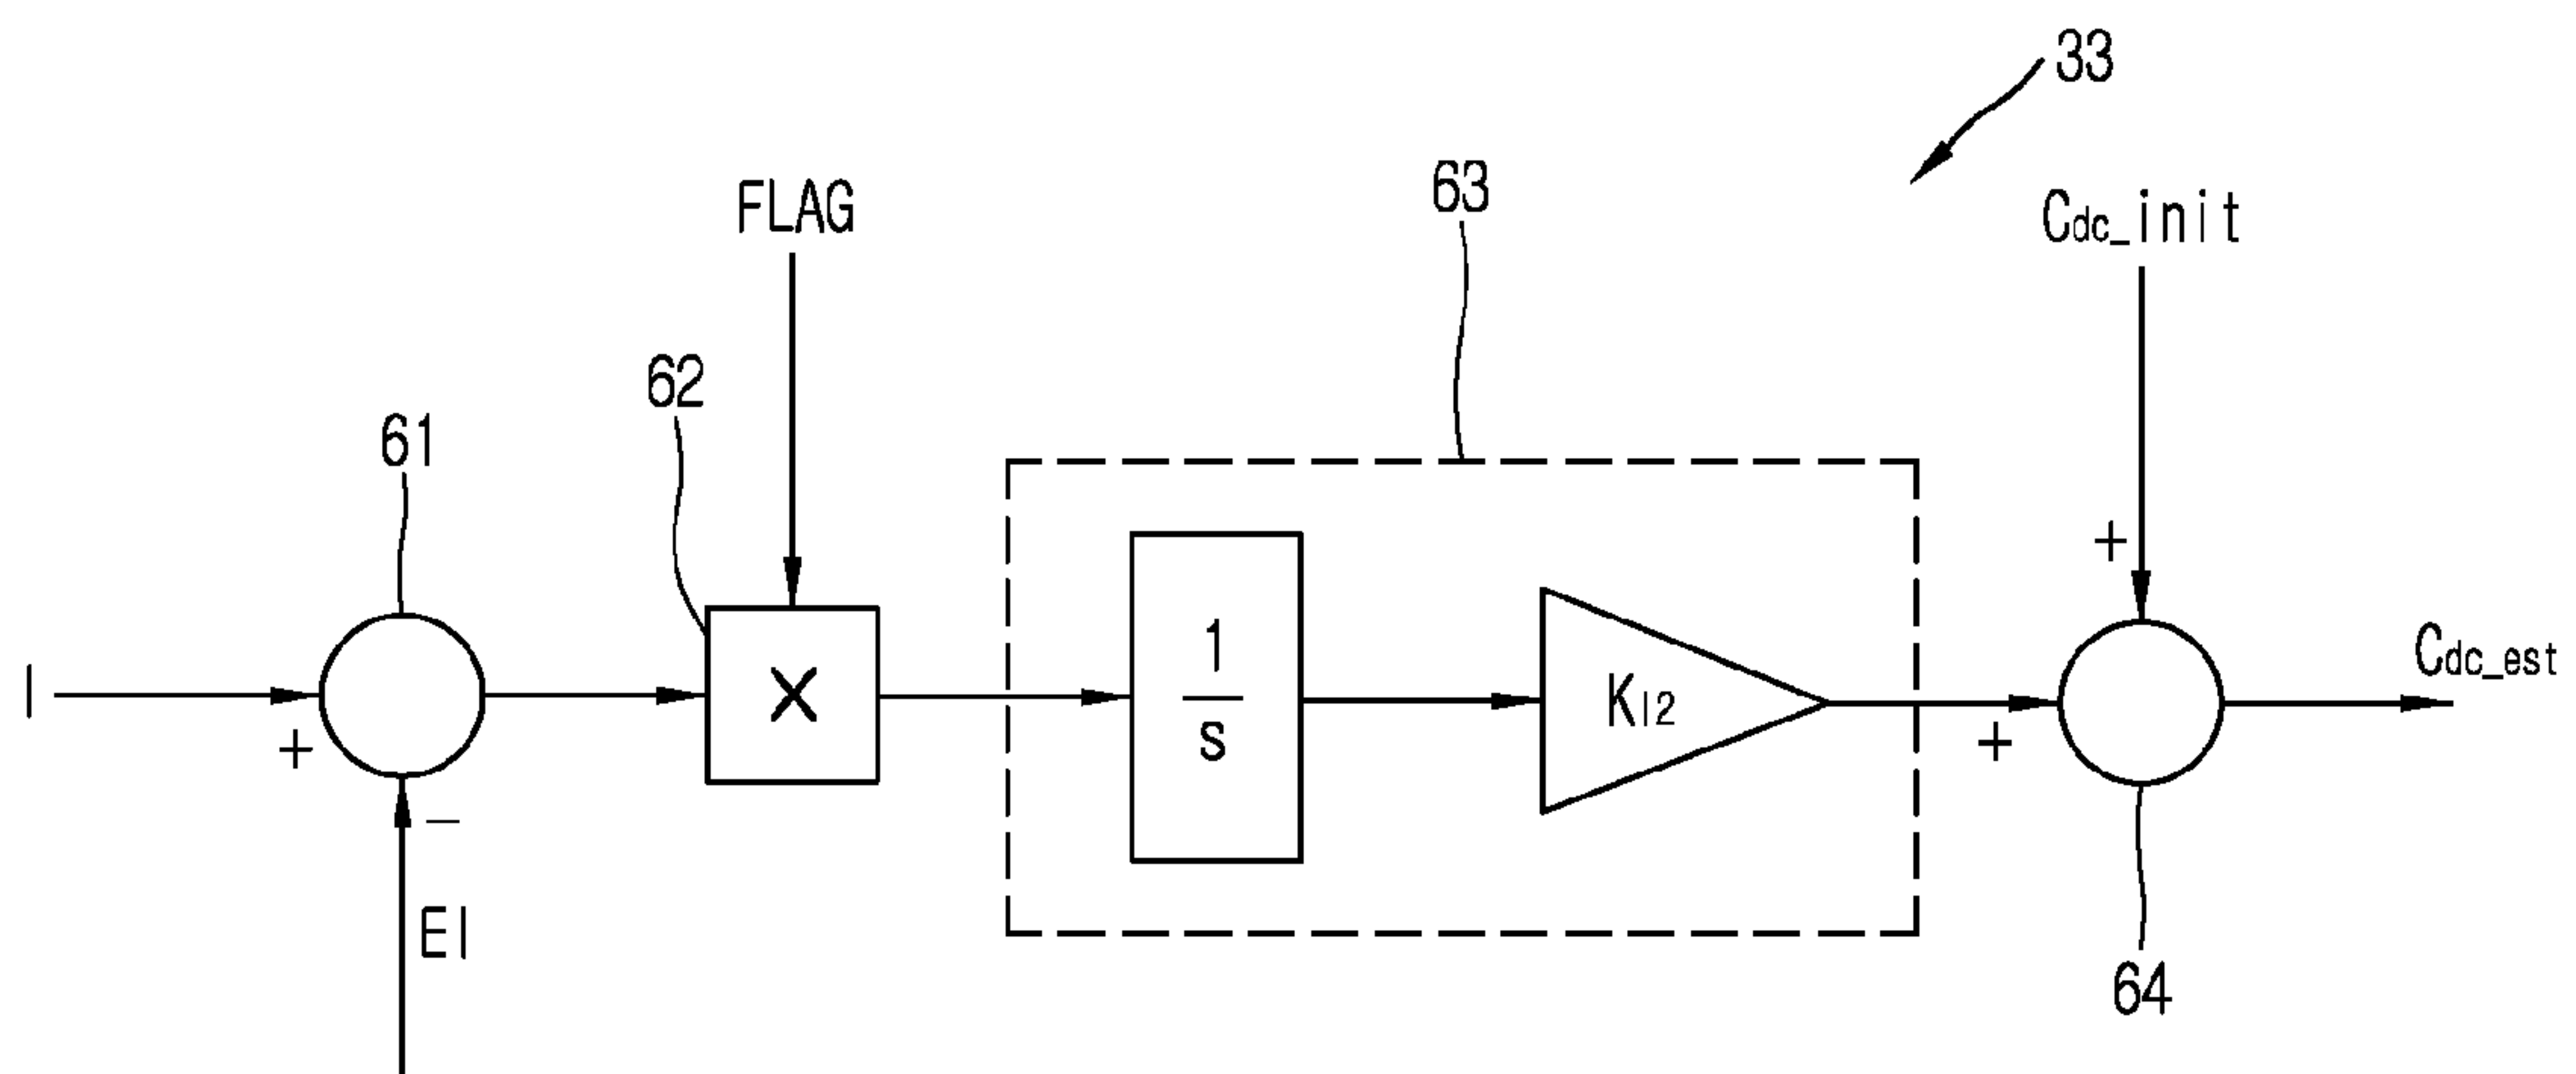 33
63
FLAG
Cdc_init
62
61
+
1
s
KI2
Cdc_est
X
I
+
+
−
EI
64